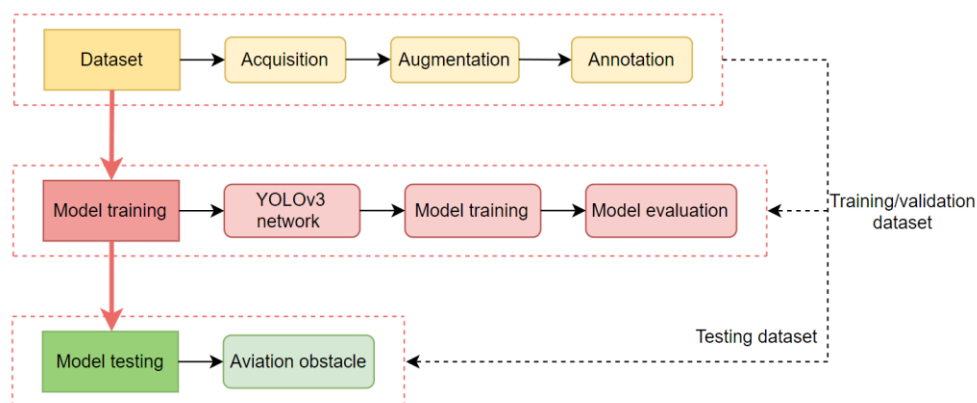 Dataset
Acquisition
Augmentation
Annotation
Model training
YOLOv3
network
Model training
Model evaluation
Training/validation
dataset
Testing dataset
Model testing
Aviation obstacle